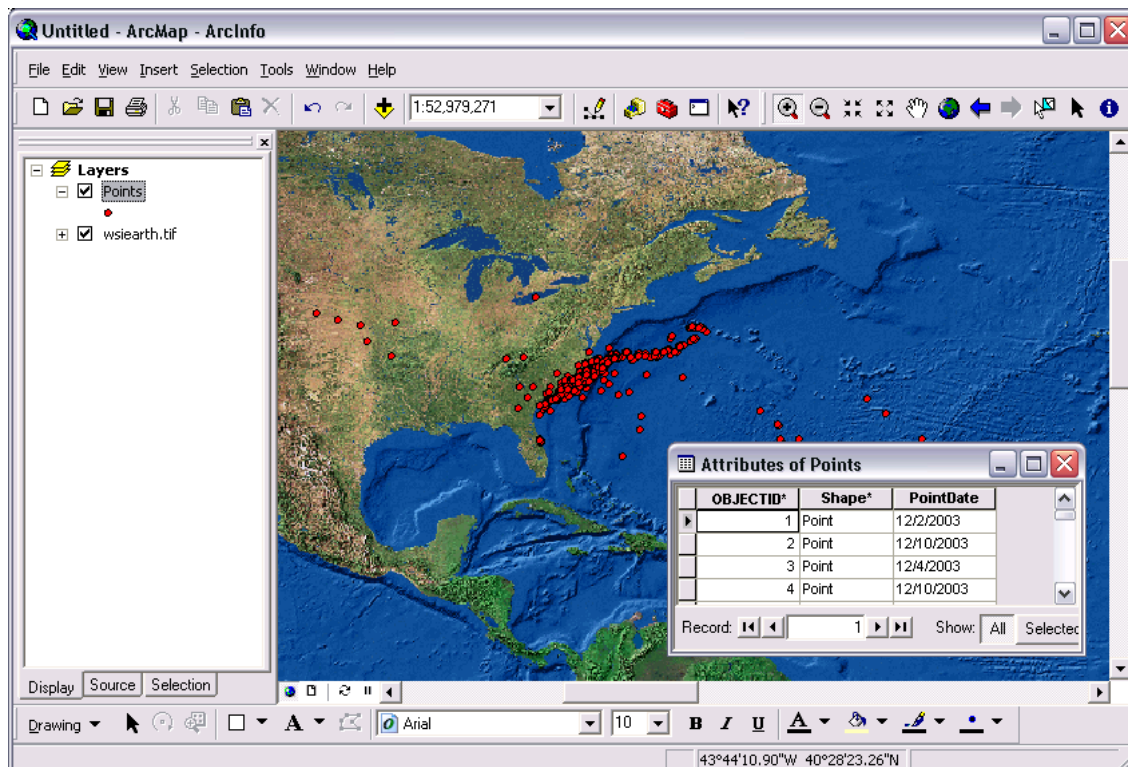 Untitled - ArcMap - ArcInfo
File Edit View Insert Selection Tools Window Help
1:52,979,271
Layers
Points
wsiearth.tif
Attributes of Points
OBJECTID* Shape* PointDate
1 Point 12/2/2003
2 Point 12/10/2003
3 Point 12/4/2003
4 Point 12/10/2003
Record: 1 Show: All Selected
Display Source Selection
Drawing A Arial 10 B I U A
43°44'10.90"W 40°28'23.26"N